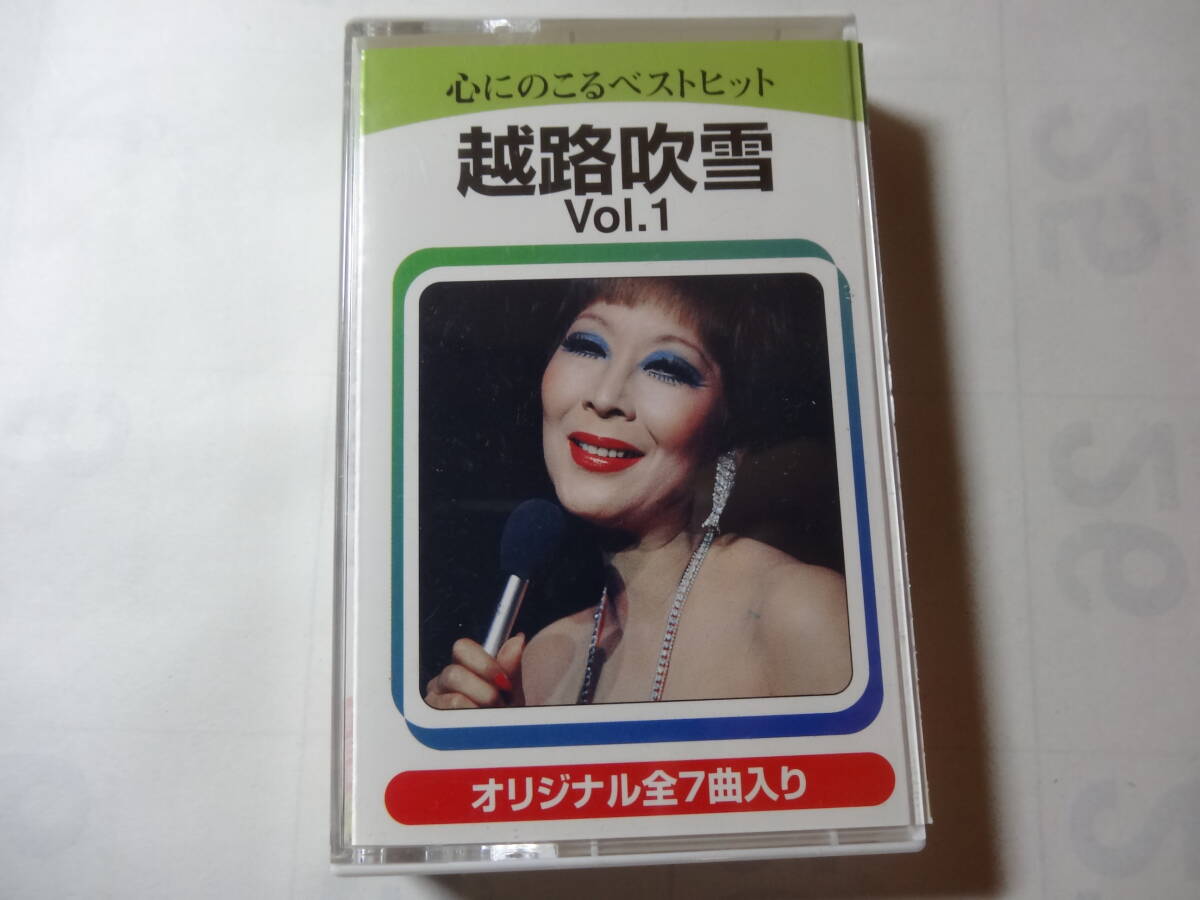 心にのこるベストヒット
越路吹雪
Vol.1
オリジナル全7曲入り